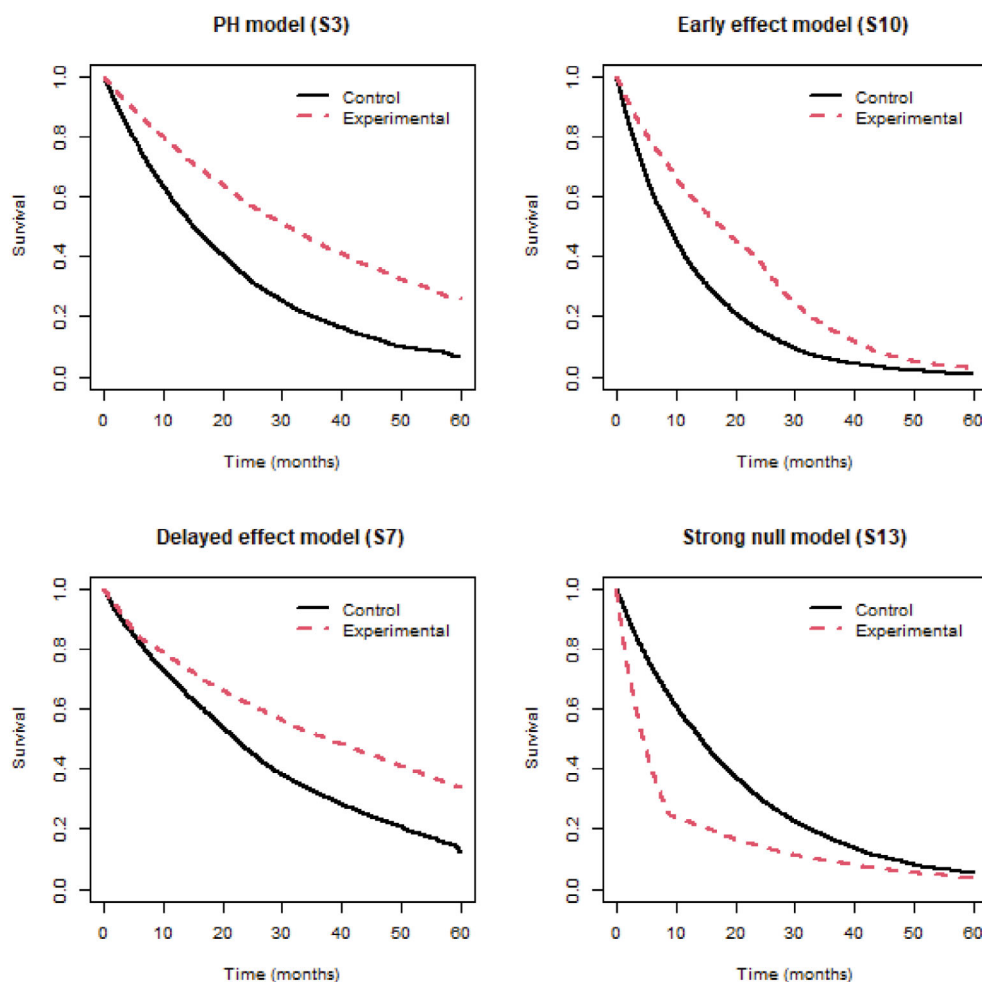 PH model (S3)
Control
Experimental
Survival
0.0 0.2 0.4 0.6 0.8 1.0
0 10 20 30 40 50 60
Time (months)
Early effect model (S10)
Control
Experimental
Survival
0.0 0.2 0.4 0.6 0.8 1.0
0 10 20 30 40 50 60
Time (months)
Delayed effect model (S7)
Control
Experimental
Survival
0.0 0.2 0.4 0.6 0.8 1.0
0 10 20 30 40 50 60
Time (months)
Strong null model (S13)
Control
Experimental
Survival
0.0 0.2 0.4 0.6 0.8 1.0
0 10 20 30 40 50 60
Time (months)